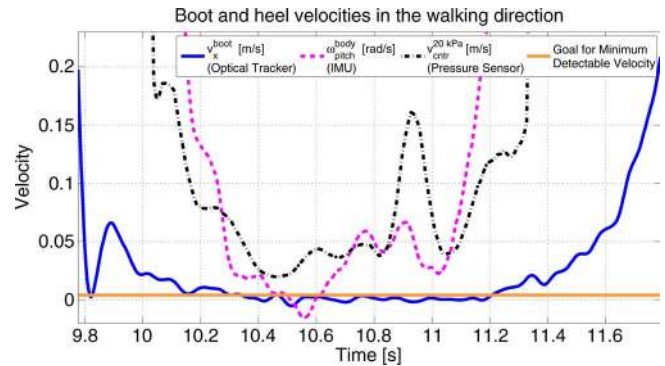 Boot and heel velocities in the walking direction
v_x^boot [m/s] ω_pitch^body [rad/s] v_cntr^20 kPa [m/s] Goal for Minimum
(Optical Tracker) (IMU) (Pressure Sensor) Detectable Velocity
0.2
0.15
0.1
0.05
0
Velocity
9.8 10 10.2 10.4 10.6 10.8 11 11.2 11.4 11.6
Time [s]